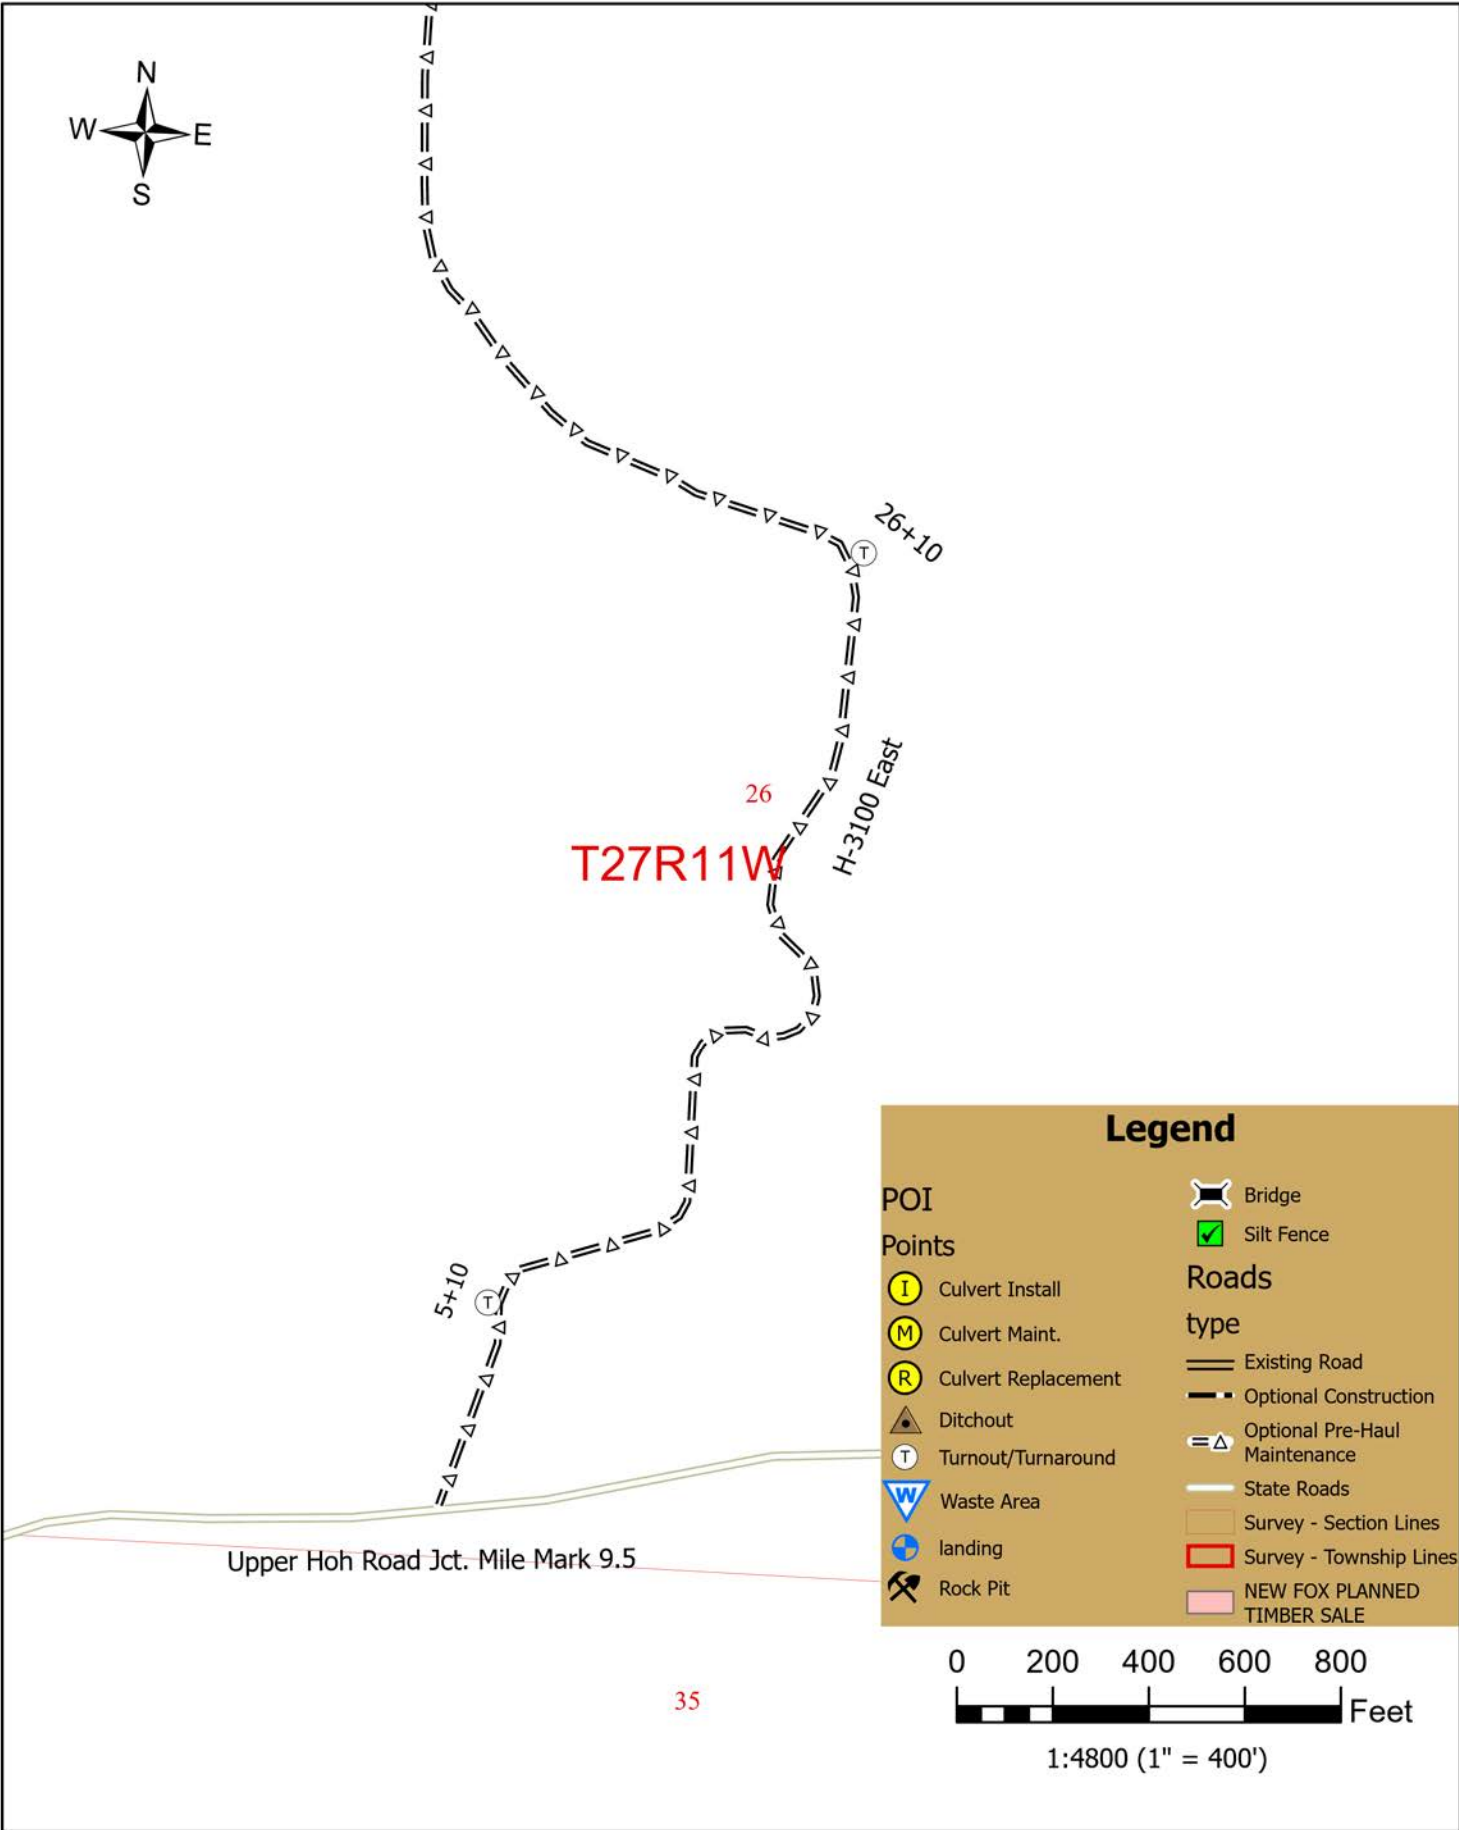 N
W E
S
26+10
H-3100 East
26
T27R11W
5+10
Upper Hoh Road Jct. Mile Mark 9.5
35
Legend
POI
Points
I Culvert Install
M Culvert Maint.
R Culvert Replacement
Ditchout
T Turnout/Turnaround
W Waste Area
landing
Rock Pit
Bridge
Silt Fence
Roads
type
Existing Road
Optional Construction
Optional Pre-Haul
Maintenance
State Roads
Survey - Section Lines
Survey - Township Lines
NEW FOX PLANNED
TIMBER SALE
T
T
0 200 400 600 800
Feet
1:4800 (1" = 400')